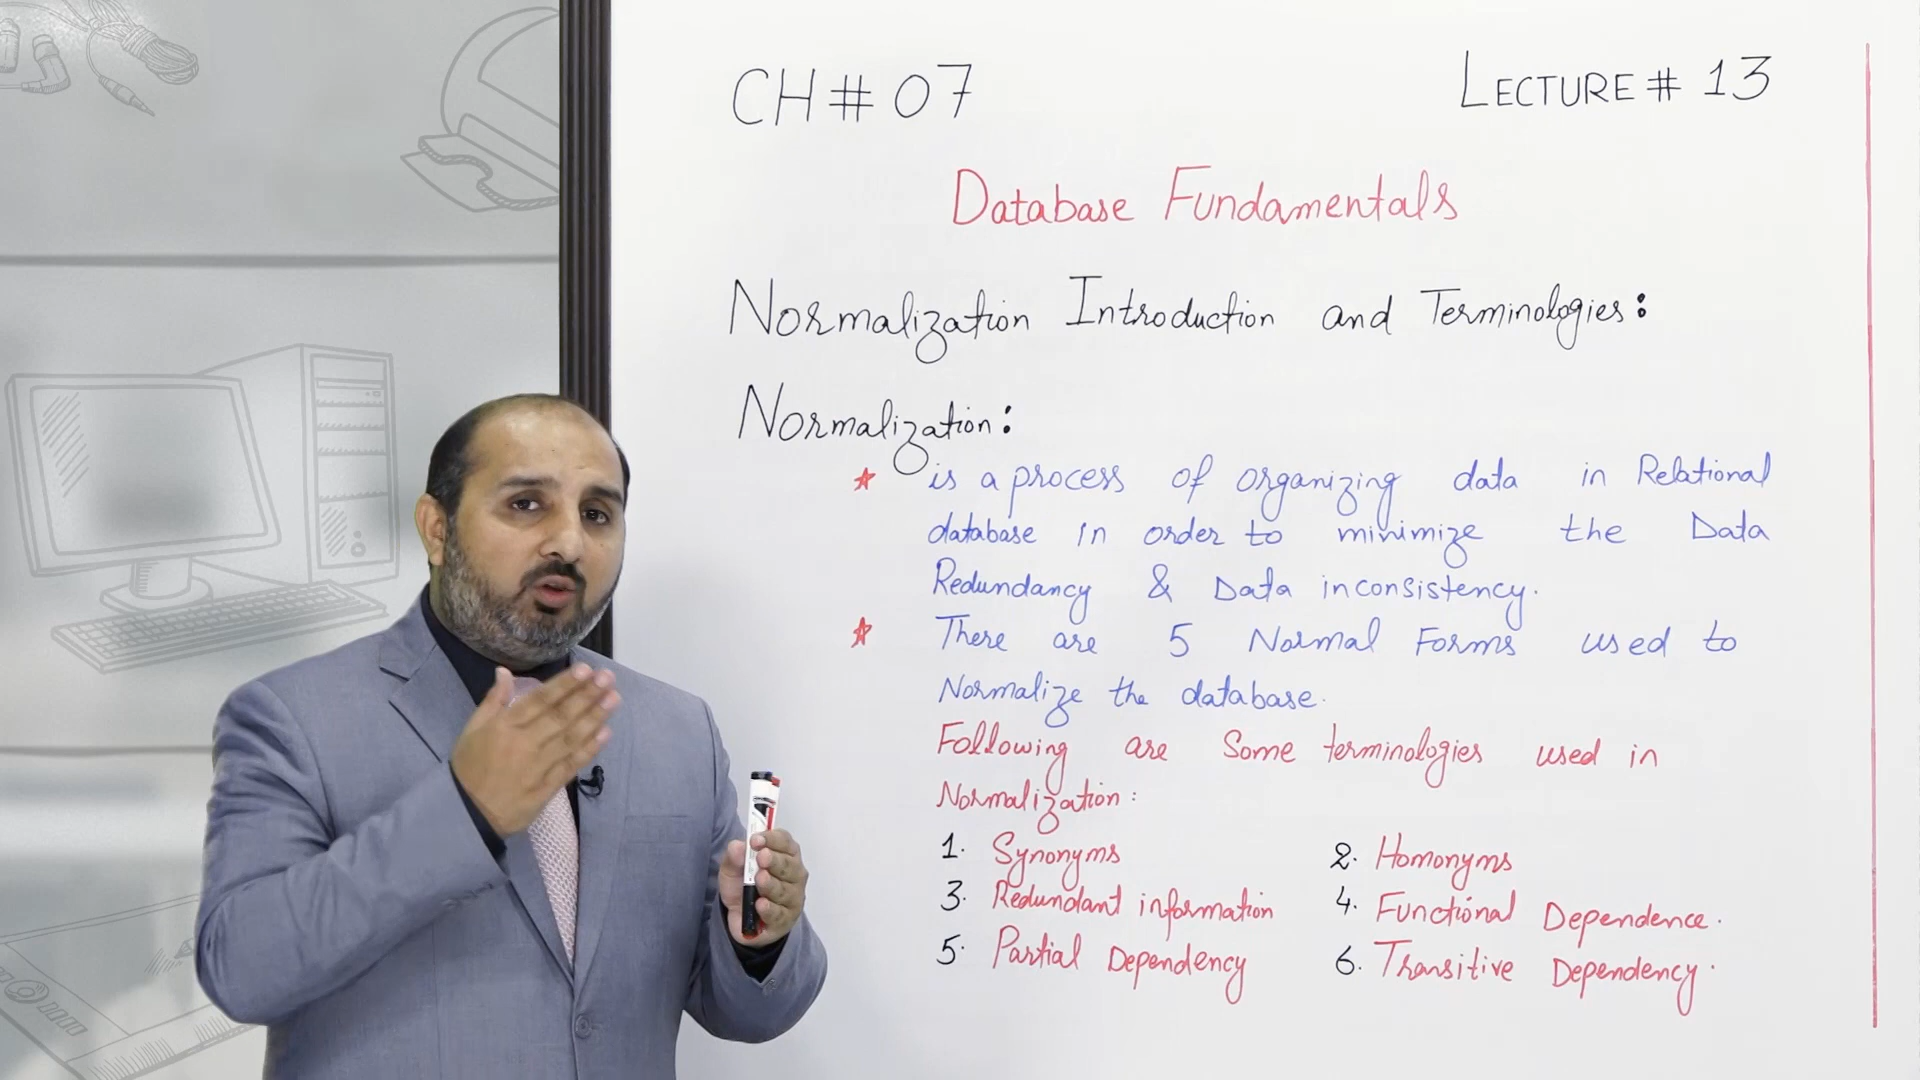 CH # 07
LECTURE # 13
Database Fundamentals
Normalization Introduction and Terminologies:
Normalization:
is a process of organizing data in Relational
database in order to minimize the Data
Redundancy & Data inconsistency.
There are 5 Normal Forms used to
Normalize the database.
Following are Some terminologies used in
Normalization:
1. Synonyms
2. Homonyms
3. Redundant information
4. Functional Dependence.
5. Partial Dependency
6. Transitive Dependency.